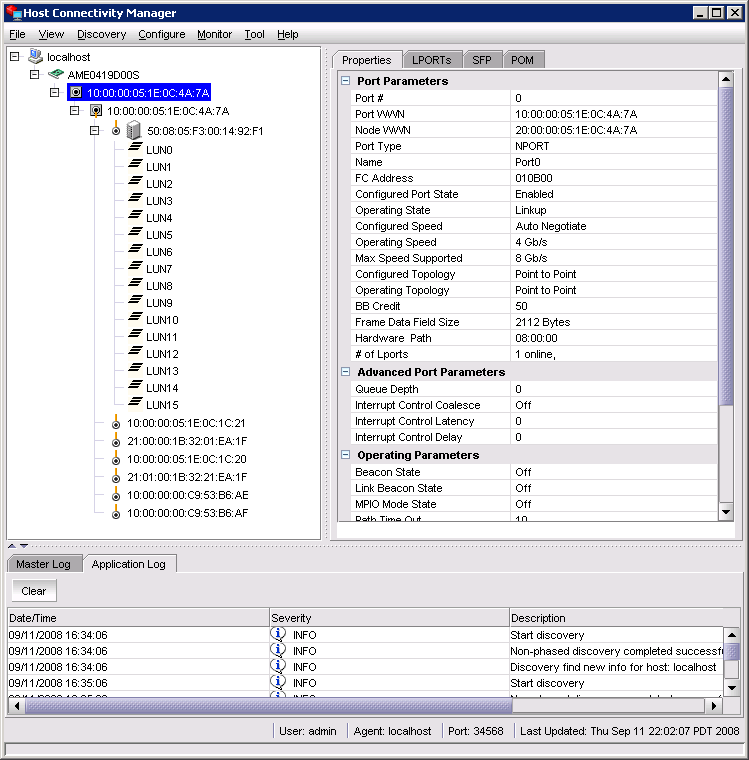 Host Connectivity Manager
File View Discovery Configure Monitor Tool Help
localhost
AME0419D00S
10:00:00:05:1E:0C:4A:7A
10:00:00:05:1E:0C:4A:7A
50:08:05:F3:00:14:92:F1
LUN0
LUN1
LUN2
LUN3
LUN4
LUN5
LUN6
LUN7
LUN8
LUN9
LUN10
LUN11
LUN12
LUN13
LUN14
LUN15
10:00:00:05:1E:0C:1C:21
21:00:00:1B:32:01:EA:1F
10:00:00:05:1E:0C:1C:20
21:01:00:1B:32:21:EA:1F
10:00:00:00:C9:53:B6:AE
10:00:00:00:C9:53:B6:AF
Properties LPORTs SFP POM
Port Parameters
Port # 0
Port WWN 10:00:00:05:1E:0C:4A:7A
Node WWN 20:00:00:05:1E:0C:4A:7A
Port Type NPORT
Name Port0
FC Address 010B00
Configured Port State Enabled
Operating State Linkup
Configured Speed Auto Negotiate
Operating Speed 4 Gb/s
Max Speed Supported 8 Gb/s
Configured Topology Point to Point
Operating Topology Point to Point
BB Credit 50
Frame Data Field Size 2112 Bytes
Hardware Path 08:00:00
# of Lports 1 online,
Advanced Port Parameters
Queue Depth 0
Interrupt Control Coalesce Off
Interrupt Control Latency 0
Interrupt Control Delay 0
Operating Parameters
Beacon State Off
Link Beacon State Off
MPIO Mode State Off
Path Time Out 10
Master Log Application Log
Clear
Date/Time Severity Description
09/11/2008 16:34:06 INFO Start discovery
09/11/2008 16:34:06 INFO Non-phased discovery completed successfu
09/11/2008 16:34:06 INFO Discovery find new info for host: localhost
09/11/2008 16:35:06 INFO Start discovery
User: admin Agent: localhost Port: 34568 Last Updated: Thu Sep 11 22:02:07 PDT 2008